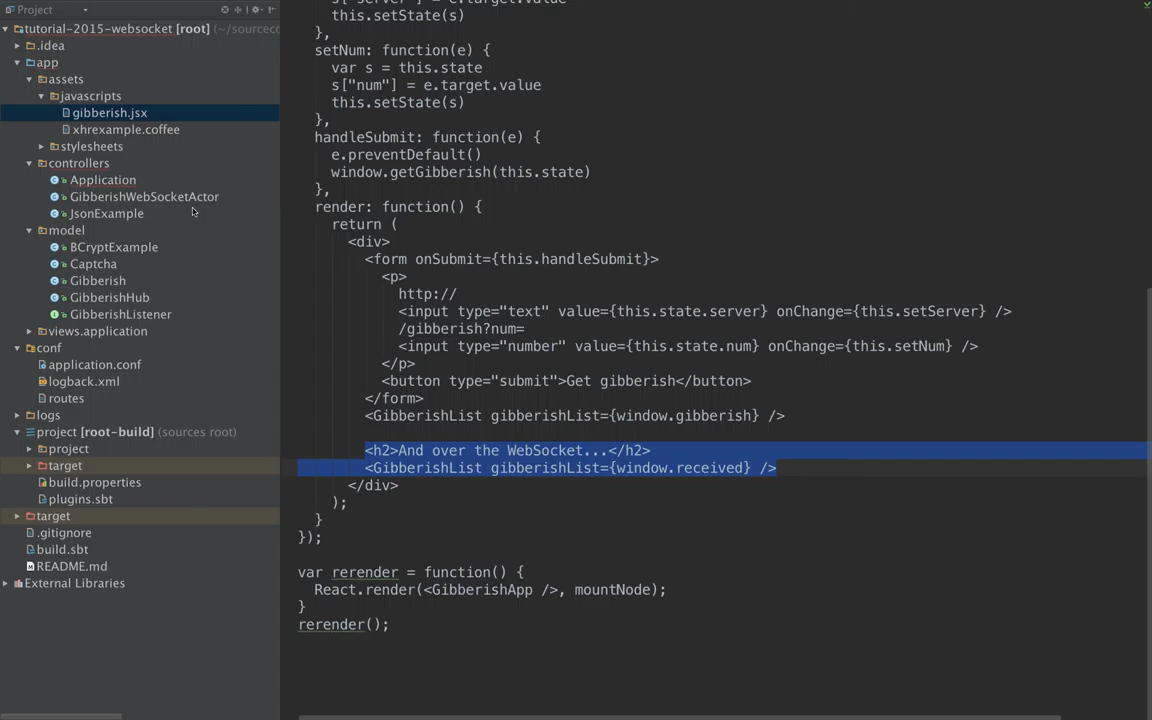 Project
tutorial-2015-websocket [root] (~/sourcecc
.idea
app
assets
javascripts
gibberish.jsx
xhrexample.coffee
stylesheets
controllers
Application
GibberishWebSocketActor
JsonExample
model
BCryptExample
Captcha
Gibberish
GibberishHub
GibberishListener
views.application
conf
application.conf
logback.xml
routes
logs
project [root-build] (sources root)
project
target
build.properties
plugins.sbt
target
.gitignore
build.sbt
README.md
External Libraries
s["server"] = e.target.value
this.setState(s)
},
setNum: function(e) {
var s = this.state
s["num"] = e.target.value
this.setState(s)
},
handleSubmit: function(e) {
e.preventDefault()
window.getGibberish(this.state)
},
render: function() {
return (
<div>
<form onSubmit={this.handleSubmit}>
<p>
http://
<input type="text" value={this.state.server} onChange={this.setServer} />
/gibberish?num=
<input type="number" value={this.state.num} onChange={this.setNum} />
</p>
<button type="submit">Get gibberish</button>
</form>
<GibberishList gibberishList={window.gibberish} />
<h2>And over the WebSocket...</h2>
<GibberishList gibberishList={window.received} />
</div>
);
}
});
var rerender = function() {
React.render(<GibberishApp />, mountNode);
}
rerender();